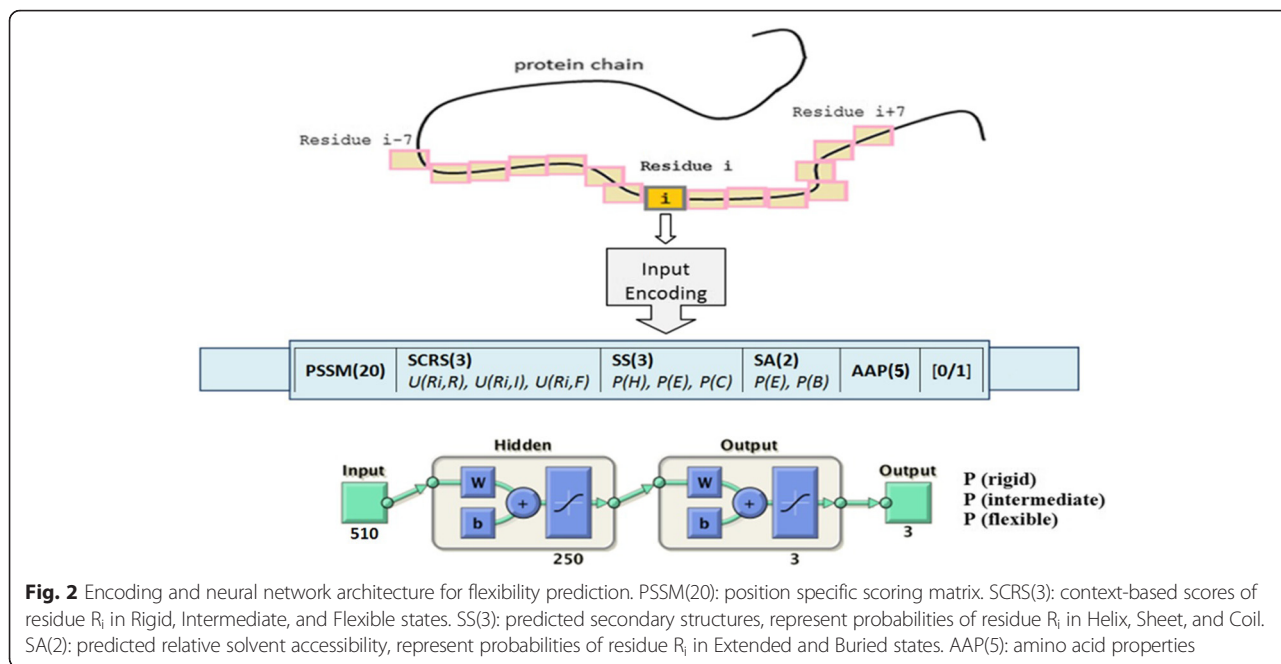 protein chain
Residue i-7
Residue i+7
Residue i
i
Input
Encoding
PSSM(20)
SCRS(3)
U(Ri,R), U(Ri,I), U(Ri,F)
SS(3)
P(H), P(E), P(C)
SA(2)
P(E), P(B)
AAP(5)
[0/1]
Input
510
Hidden
W
b
+
250
Output
W
b
+
3
Output
3
P (rigid)
P (intermediate)
P (flexible)
Fig. 2 Encoding and neural network architecture for flexibility prediction. PSSM(20): position specific scoring matrix. SCRS(3): context-based scores of
residue Ri in Rigid, Intermediate, and Flexible states. SS(3): predicted secondary structures, represent probabilities of residue Ri in Helix, Sheet, and Coil.
SA(2): predicted relative solvent accessibility, represent probabilities of residue Ri in Extended and Buried states. AAP(5): amino acid properties